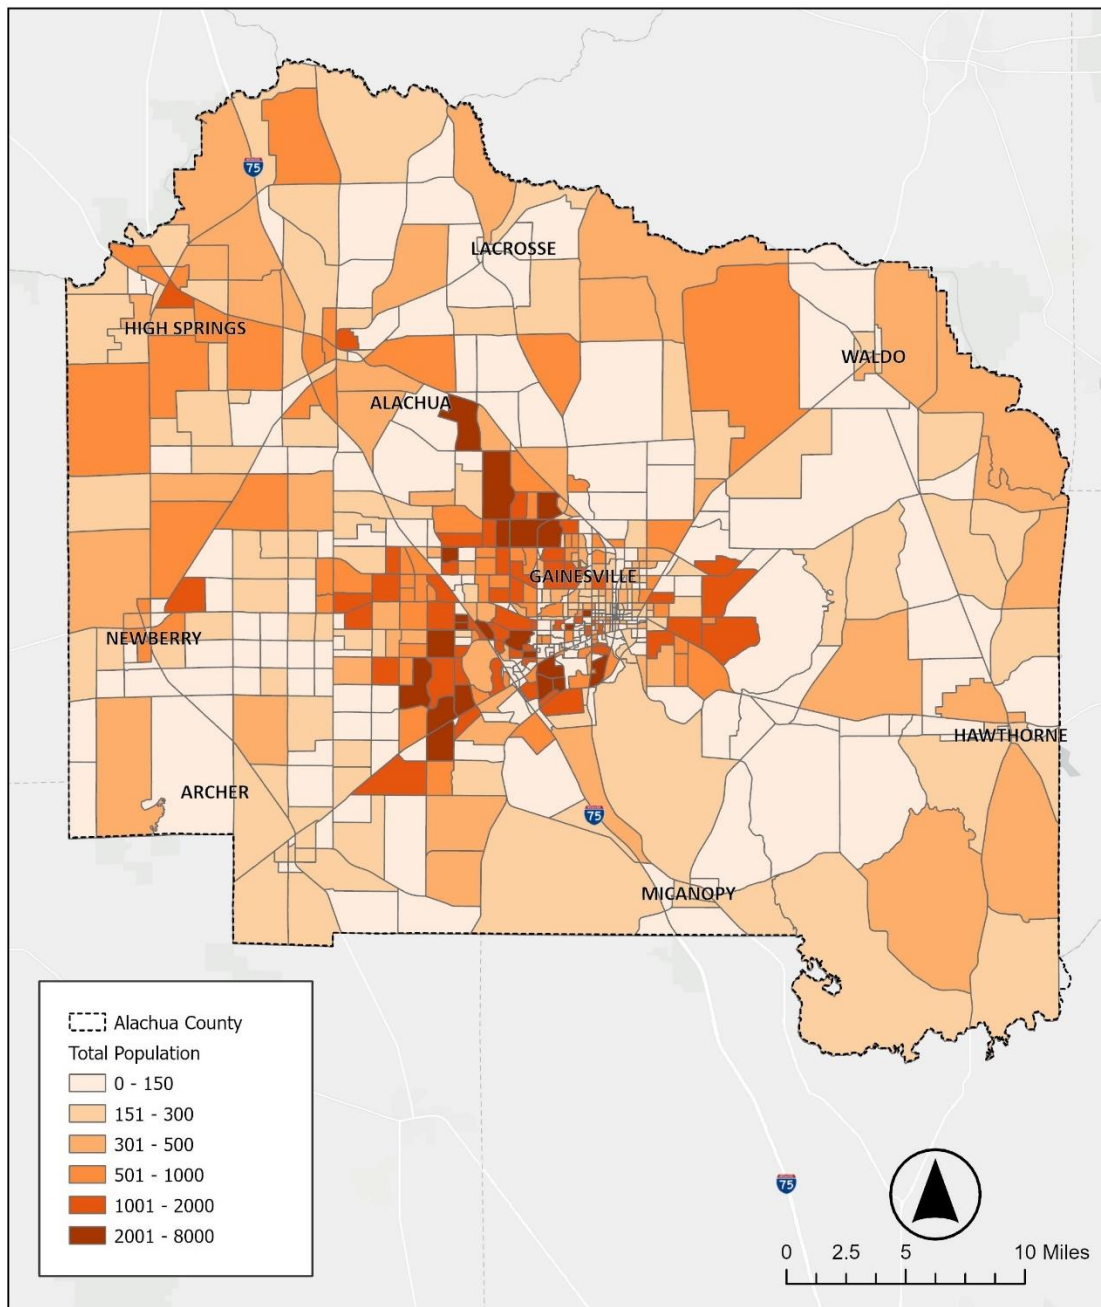 75
LACROSSE
HIGH SPRINGS
WALDO
ALACHUA
GAINESVILLE
NEWBERRY
HAWTHORNE
ARCHER
75
MICANOPY
Alachua County
Total Population
0 - 150
151 - 300
301 - 500
501 - 1000
1001 - 2000
2001 - 8000
75
0 2.5 5 10 Miles